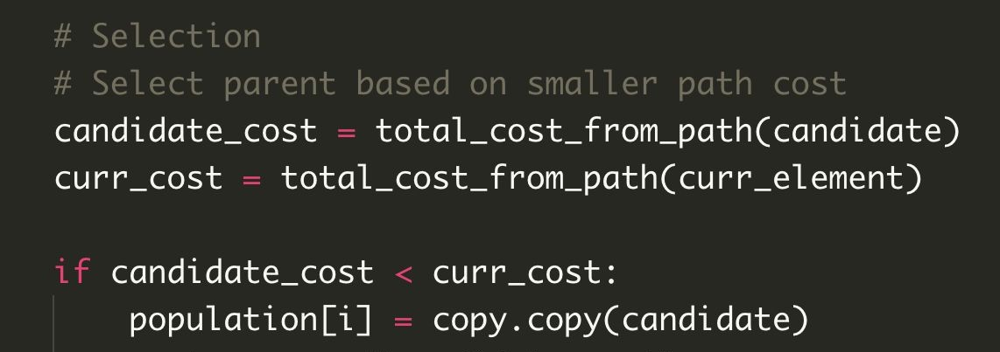 # Selection
# Select parent based on smaller path cost
candidate_cost = total_cost_from_path(candidate)
curr_cost = total_cost_from_path(curr_element)
if candidate_cost < curr_cost:
population[i] = copy.copy(candidate)